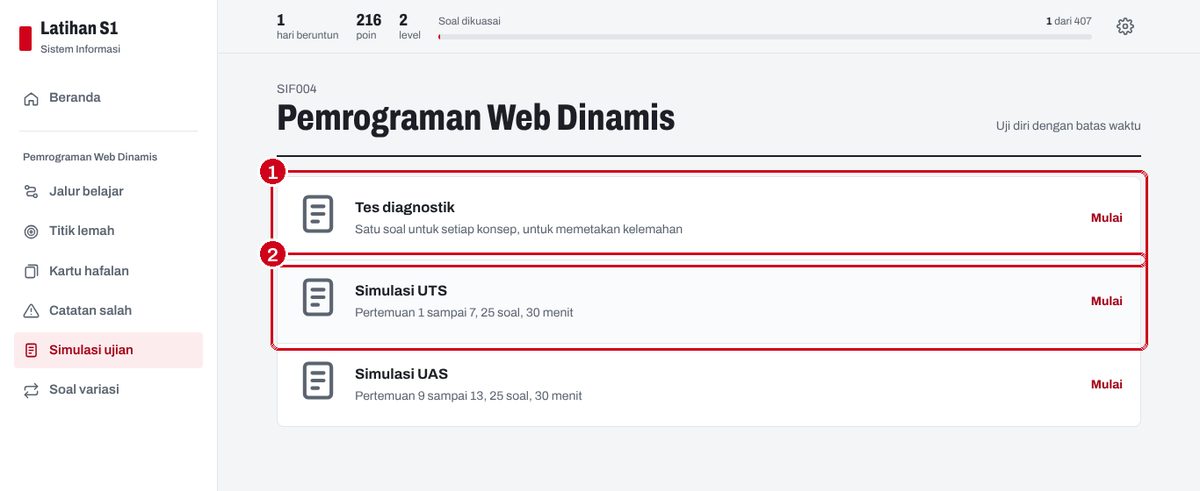 Latihan S1
Sistem Informasi
1
hari beruntun
216
poin
2
level
Soal dikuasai
1 dari 407
Beranda
Pemrograman Web Dinamis
Jalur belajar
Titik lemah
Kartu hafalan
Catatan salah
Simulasi ujian
Soal variasi
SIF004
Pemrograman Web Dinamis
Uji diri dengan batas waktu
1
Tes diagnostik
Satu soal untuk setiap konsep, untuk memetakan kelemahan
Mulai
2
Simulasi UTS
Pertemuan 1 sampai 7, 25 soal, 30 menit
Mulai
Simulasi UAS
Pertemuan 9 sampai 13, 25 soal, 30 menit
Mulai